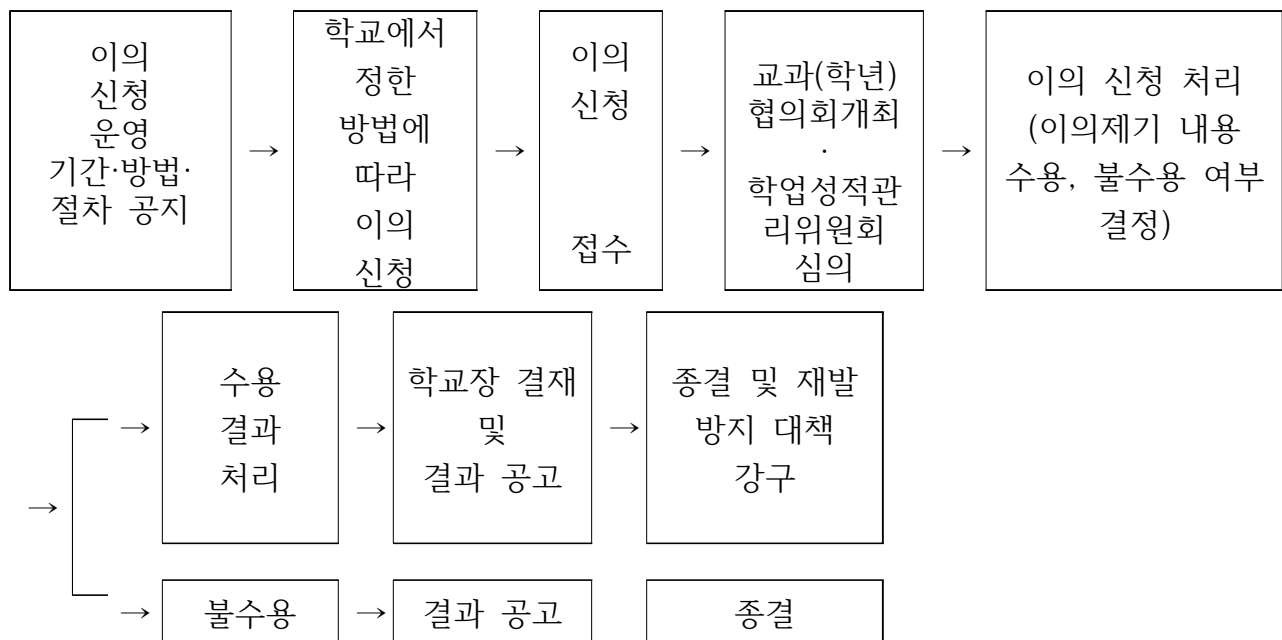 이의
신청
운영
기간·방법·
절차 공지
→
학교에서
정한
방법에
따라
이의
신청
→
이의
신청
접수
→
교과(학년)
협의회개최
·
학업성적관
리위원회
심의
→
이의 신청 처리
(이의제기 내용
수용, 불수용 여부
결정)
→
→
수용
결과
처리
→
학교장 결재
및
결과 공고
→
종결 및 재발
방지 대책
강구
→
불수용
→
결과 공고
종결